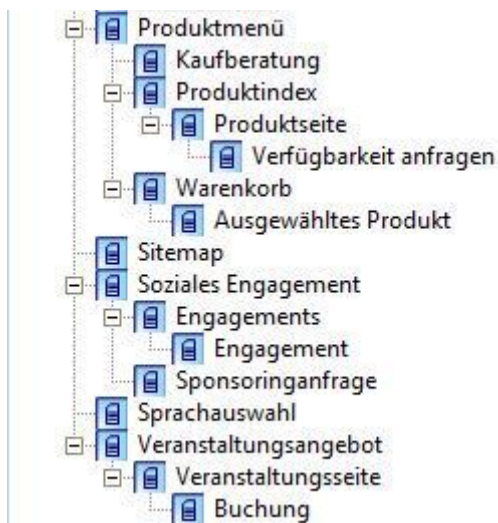 Produktmenü
Kaufberatung
Produktindex
Produktseite
Verfügbarkeit anfragen
Warenkorb
Ausgewähltes Produkt
Sitemap
Soziales Engagement
Engagements
Engagement
Sponsoringanfrage
Sprachauswahl
Veranstaltungsangebot
Veranstaltungsseite
Buchung